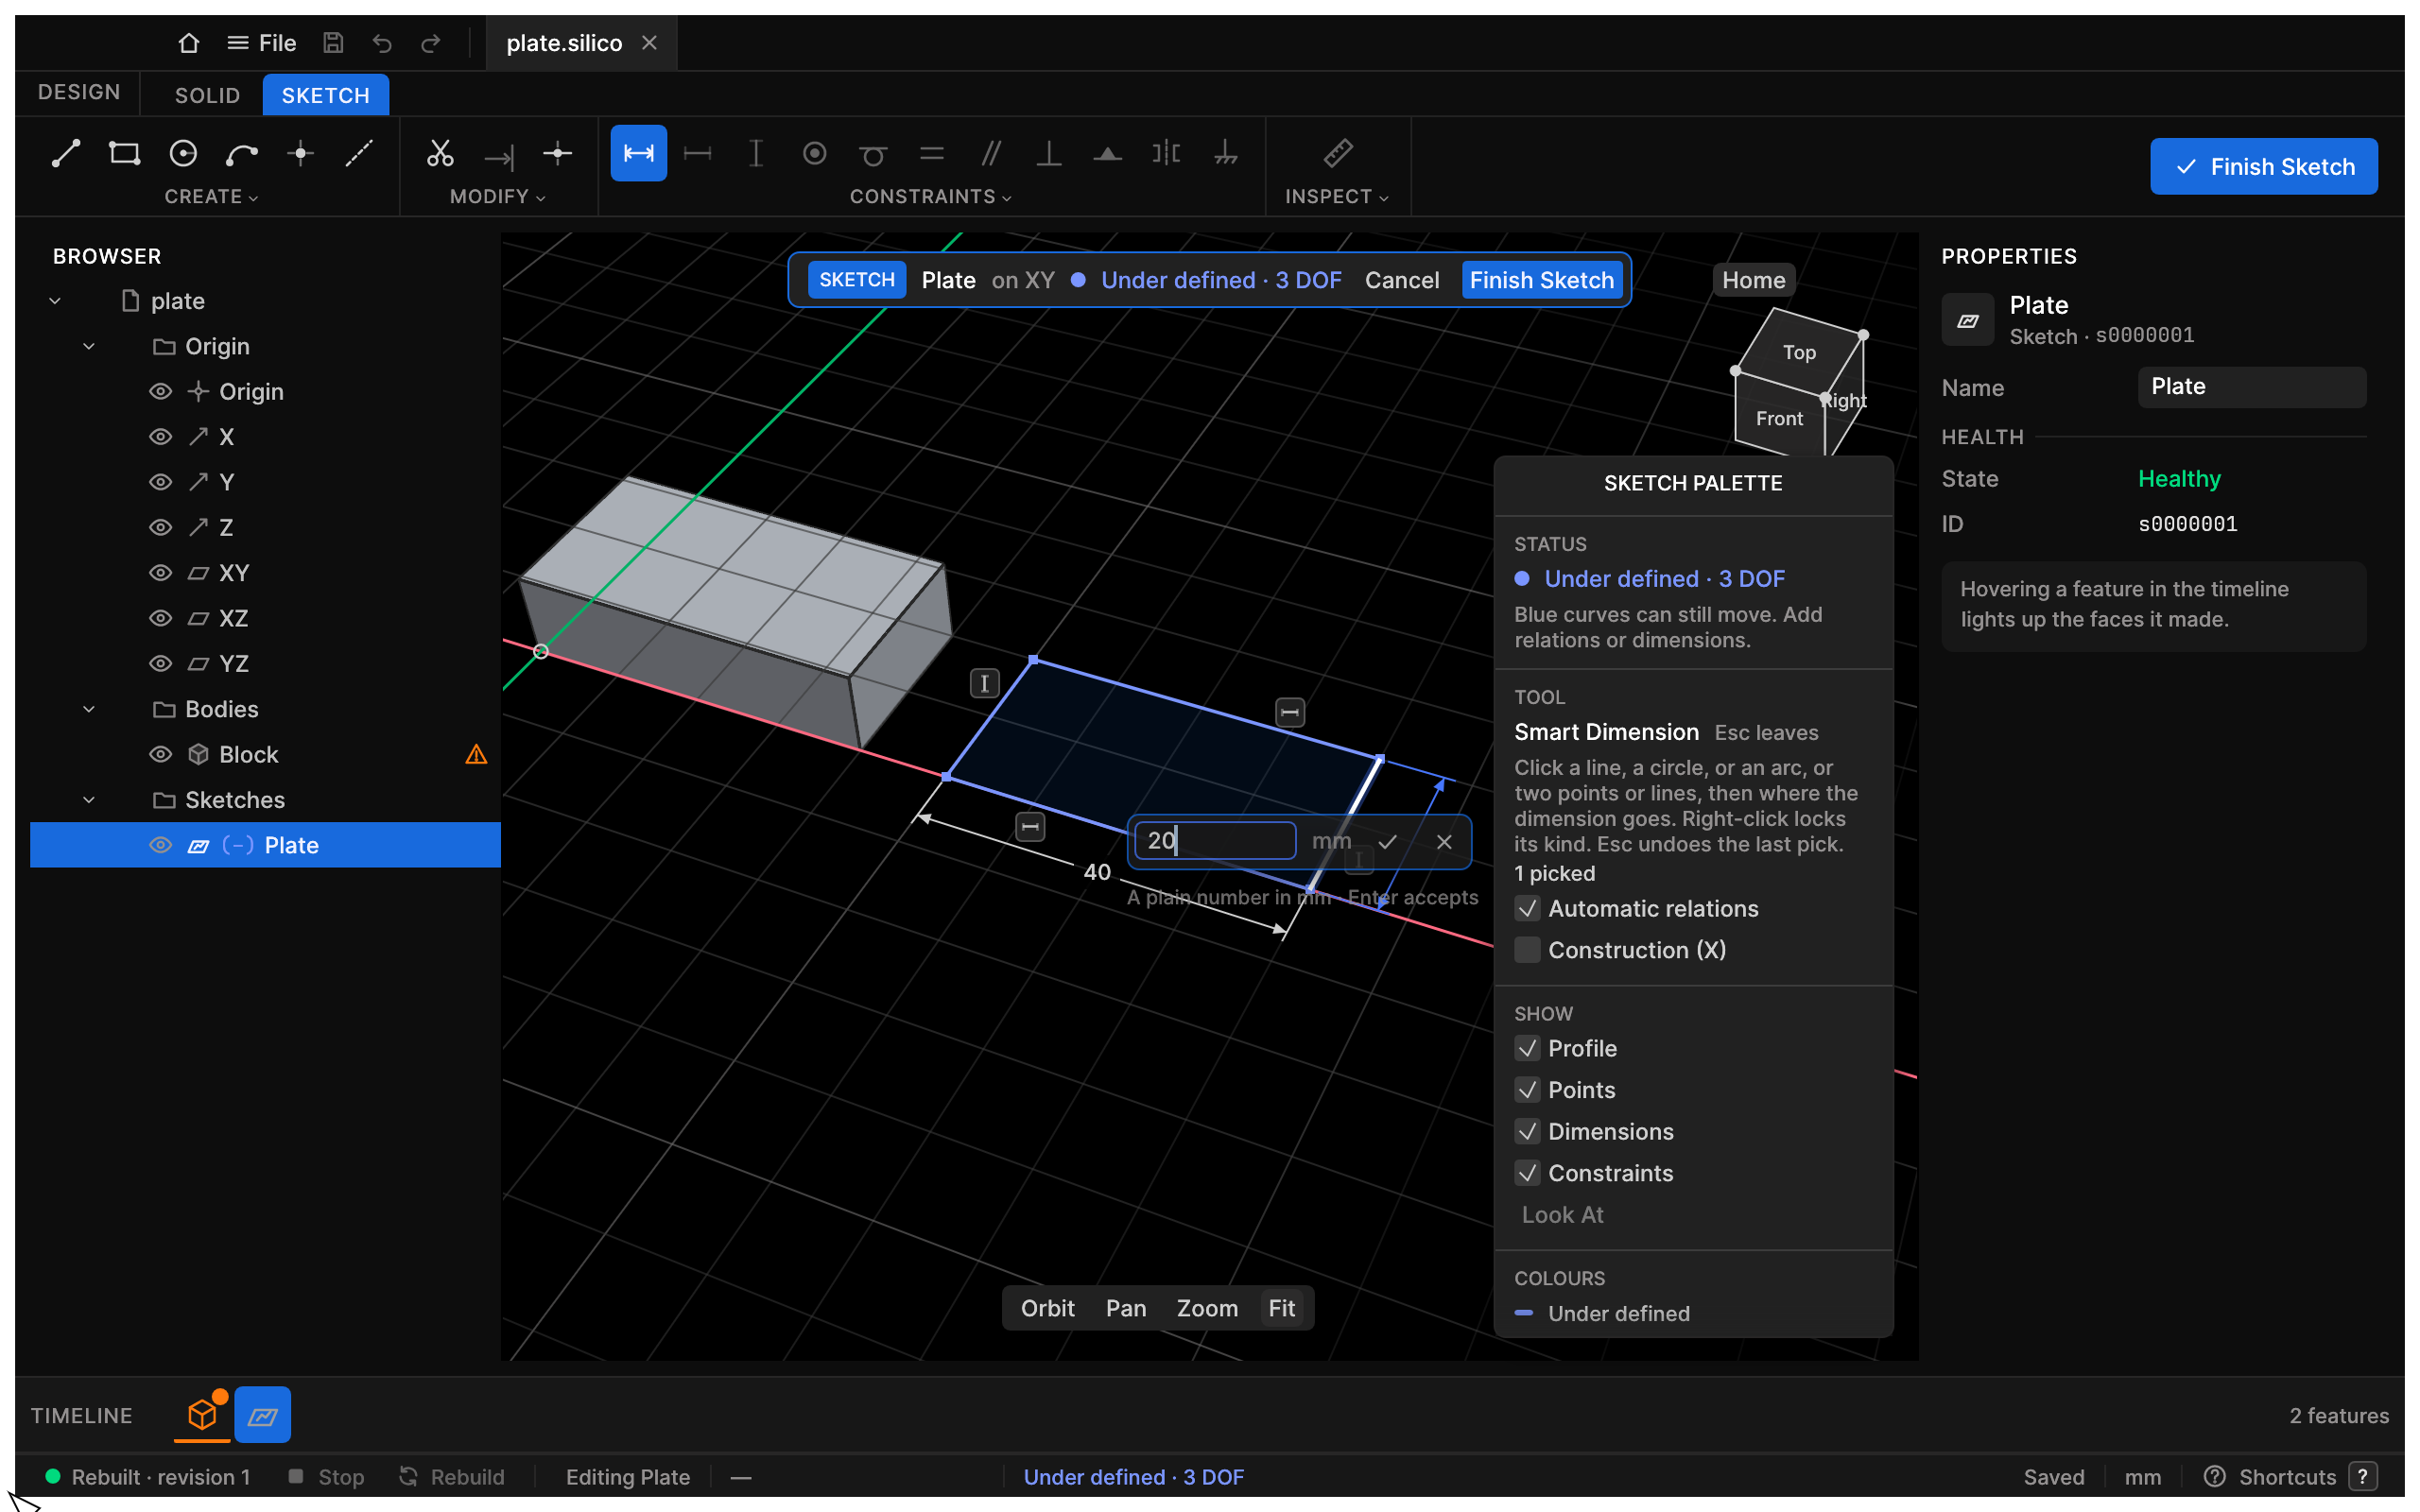 File
plate.silico
DESIGN
SOLID
SKETCH
CREATE
MODIFY
CONSTRAINTS
INSPECT
Finish Sketch
BROWSER
plate
Origin
Origin
X
Y
Z
XY
XZ
YZ
Bodies
Block
Sketches
(-) Plate
SKETCH Plate on XY Under defined · 3 DOF Cancel Finish Sketch
Home
Top
Front
Right
40
20 mm
A plain number in mm · Enter accepts
SKETCH PALETTE
STATUS
Under defined · 3 DOF
Blue curves can still move. Add
relations or dimensions.
TOOL
Smart Dimension Esc leaves
Click a line, a circle, or an arc, or
two points or lines, then where the
dimension goes. Right-click locks
its kind. Esc undoes the last pick.
1 picked
Automatic relations
Construction (X)
SHOW
Profile
Points
Dimensions
Constraints
Look At
COLOURS
Under defined
Orbit Pan Zoom Fit
PROPERTIES
Plate
Sketch · s0000001
Name Plate
HEALTH
State Healthy
ID s0000001
Hovering a feature in the timeline
lights up the faces it made.
TIMELINE
2 features
Rebuilt · revision 1 Stop Rebuild Editing Plate — Under defined · 3 DOF Saved mm Shortcuts ?